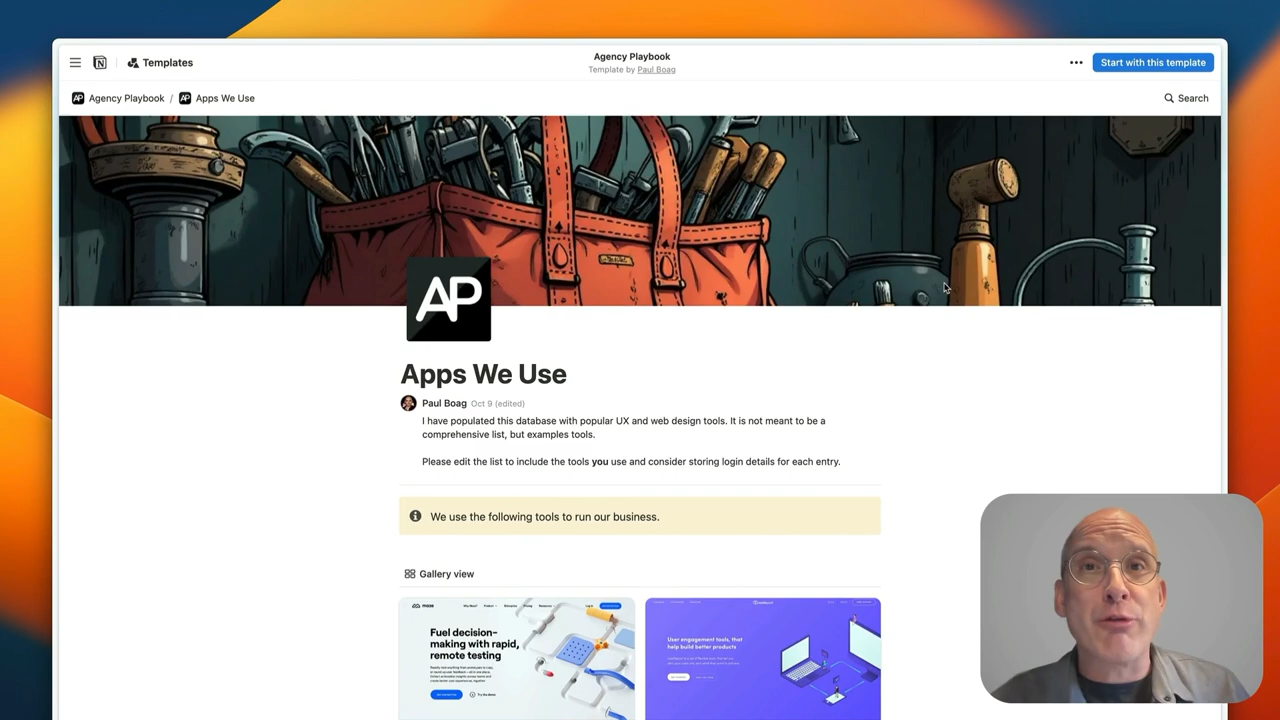 Templates
Agency Playbook
Template by Paul Boag
Start with this template
Agency Playbook / Apps We Use
Search
AP
Apps We Use
Paul Boag Oct 9 (edited)
I have populated this database with popular UX and web design tools. It is not meant to be a
comprehensive list, but examples tools.
Please edit the list to include the tools you use and consider storing login details for each entry.
We use the following tools to run our business.
Gallery view
maze
Fuel decision-
making with rapid,
remote testing
User engagement tools, that
help build better products